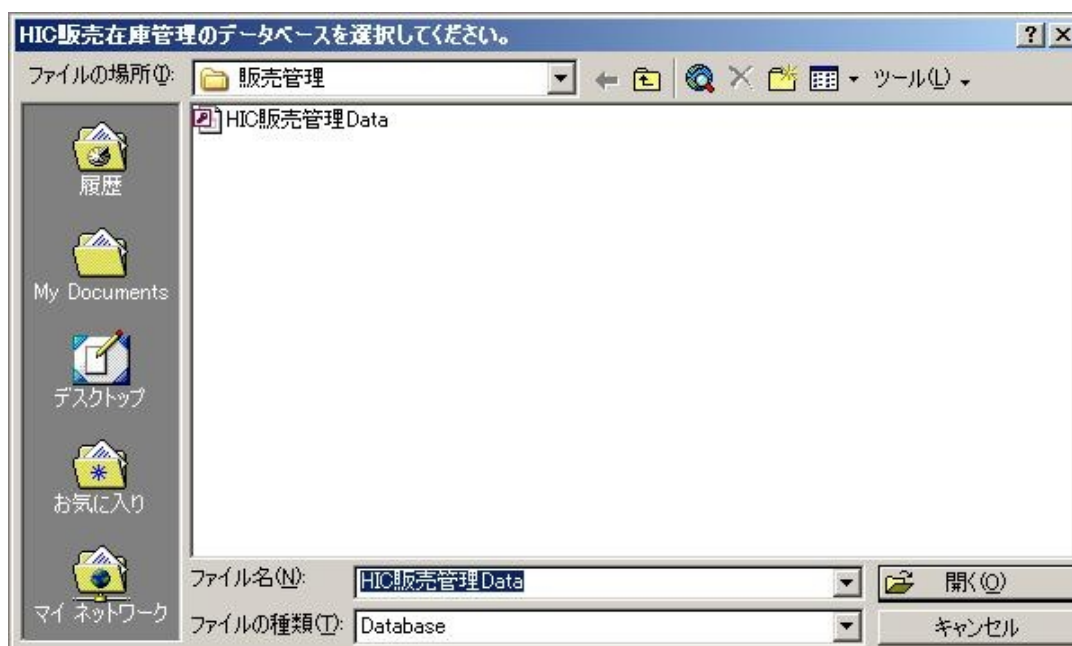 HIC販売在庫管理のデータベースを選択してください。
ファイルの場所(I): 販売管理 ツール(L)
HIC販売管理Data
履歴
My Documents
デスクトップ
お気に入り
マイ ネットワーク
ファイル名(N): HIC販売管理Data 開く(O)
ファイルの種類(T): Database キャンセル